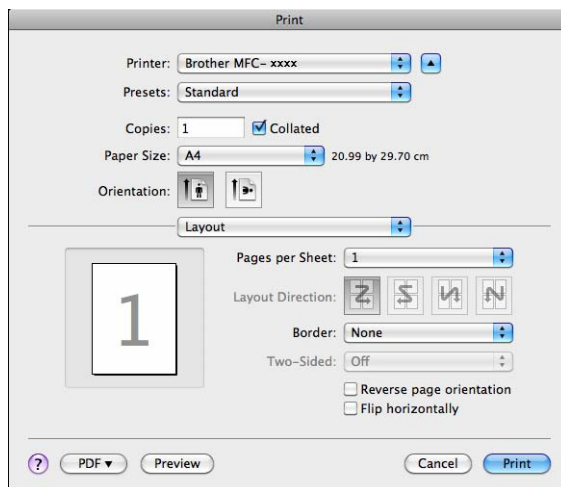 Print
Printer: Brother MFC- xxxx
Presets: Standard
Copies: 1 Collated
Paper Size: A4 20.99 by 29.70 cm
Orientation:
Layout
Pages per Sheet: 1
Layout Direction:
Border: None
Two-Sided: Off
Reverse page orientation
Flip horizontally
1
? PDF▼ Preview Cancel Print